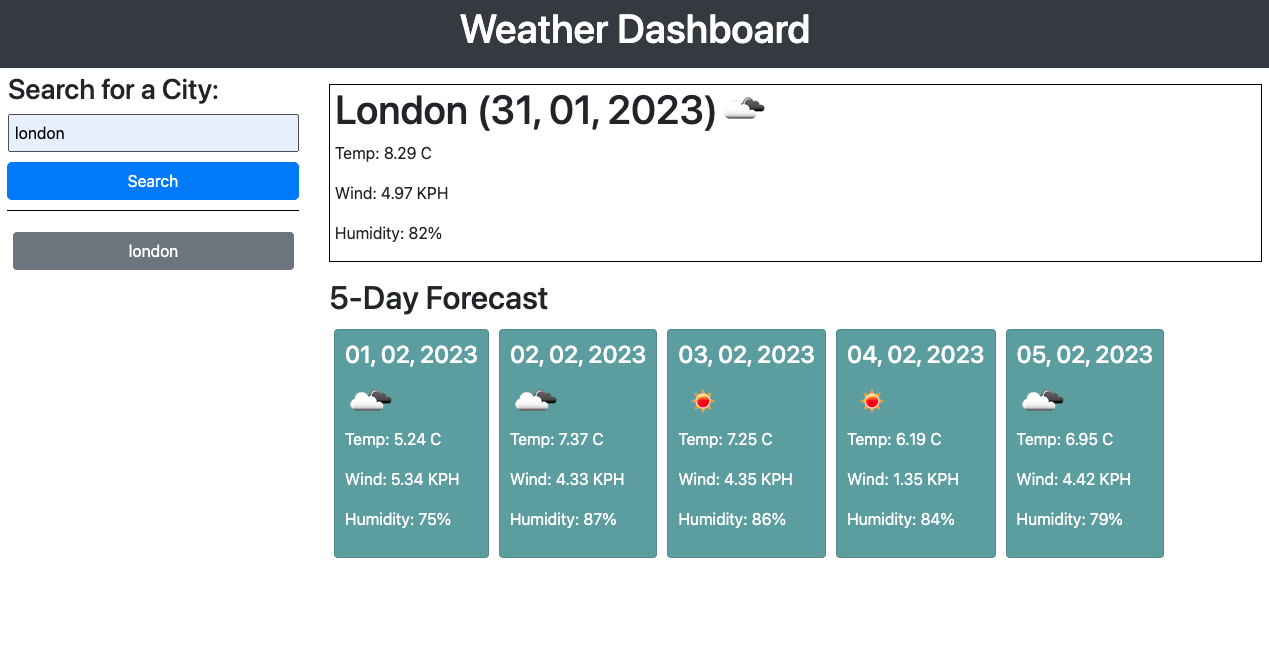 Weather Dashboard
Search for a City:
london
Search
london
London (31, 01, 2023)
Temp: 8.29 C
Wind: 4.97 KPH
Humidity: 82%
5-Day Forecast
01, 02, 2023
Temp: 5.24 C
Wind: 5.34 KPH
Humidity: 75%
02, 02, 2023
Temp: 7.37 C
Wind: 4.33 KPH
Humidity: 87%
03, 02, 2023
Temp: 7.25 C
Wind: 4.35 KPH
Humidity: 86%
04, 02, 2023
Temp: 6.19 C
Wind: 1.35 KPH
Humidity: 84%
05, 02, 2023
Temp: 6.95 C
Wind: 4.42 KPH
Humidity: 79%